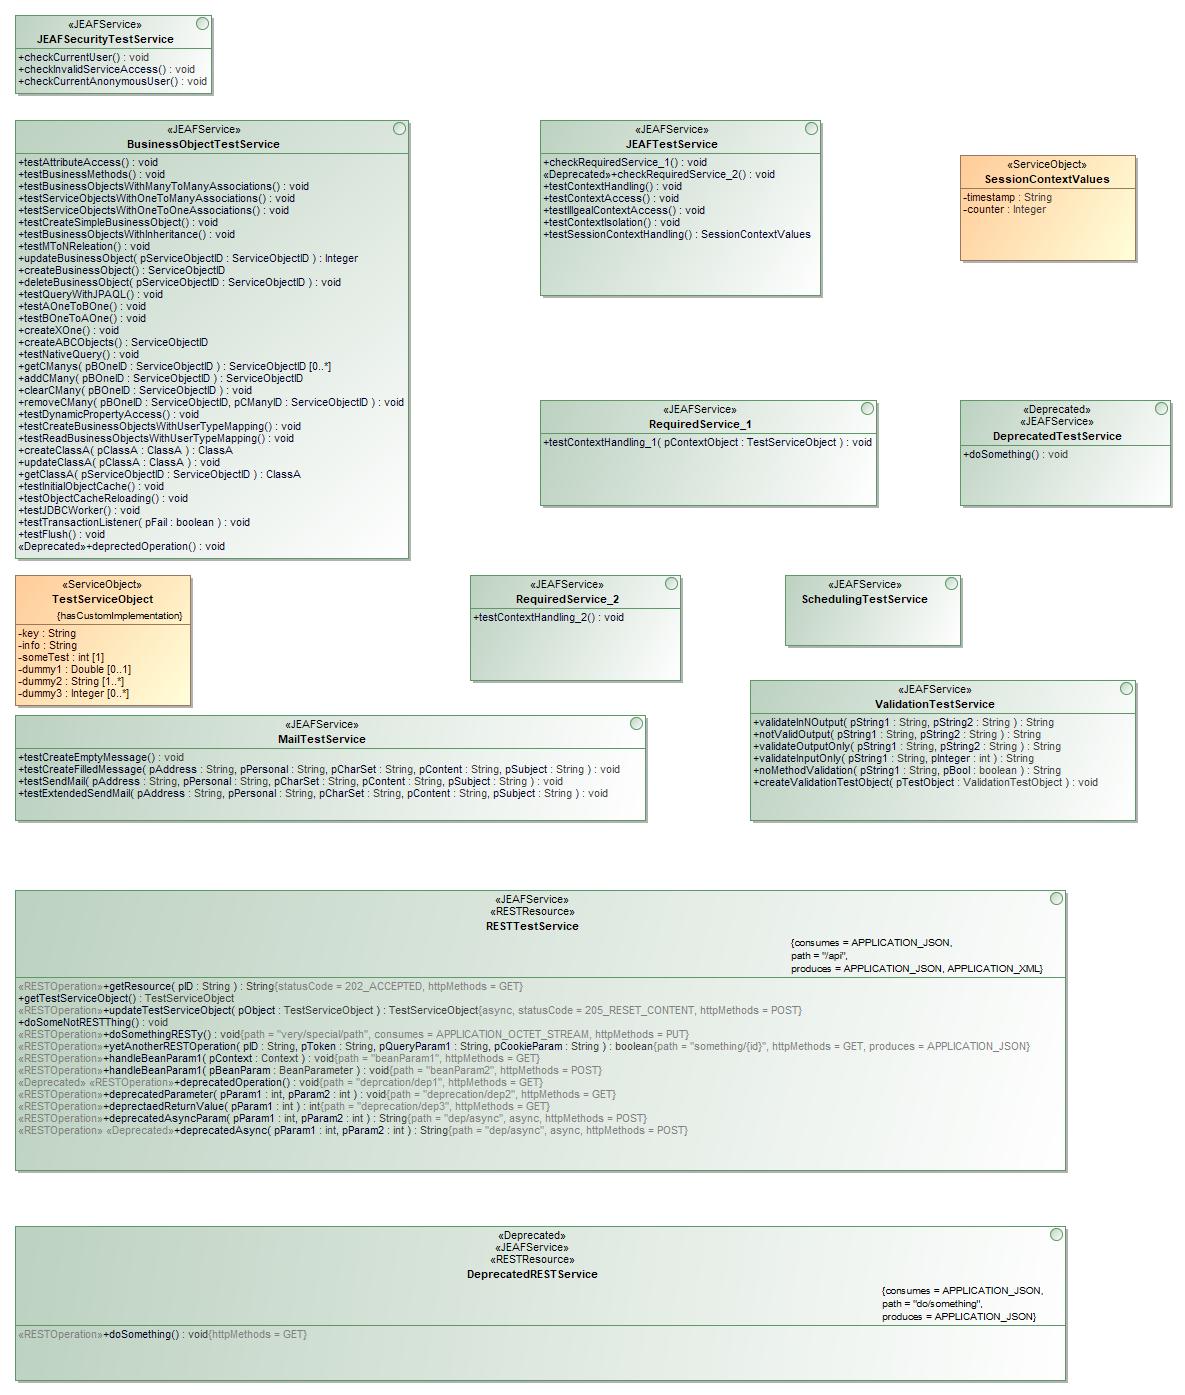 «JEAFService»
JEAFSecurityTestService
+checkCurrentUser() : void
+checkInvalidServiceAccess() : void
+checkCurrentAnonymousUser() : void
«JEAFService»
BusinessObjectTestService
+testAttributeAccess() : void
+testBusinessMethods() : void
+testBusinessObjectsWithManyToManyAssociations() : void
+testServiceObjectsWithOneToManyAssociations() : void
+testServiceObjectsWithOneToOneAssociations() : void
+testCreateSimpleBusinessObject() : void
+testBusinessObjectsWithInheritance() : void
+testMToNReleation() : void
+updateBusinessObject( pServiceObjectID : ServiceObjectID ) : Integer
+createBusinessObject() : ServiceObjectID
+deleteBusinessObject( pServiceObjectID : ServiceObjectID ) : void
+testQueryWithJPAQL() : void
+testAOneToBOne() : void
+testBOneToAOne() : void
+createXOne() : void
+createABCObjects() : ServiceObjectID
+testNativeQuery() : void
+getCManys( pBOneID : ServiceObjectID ) : ServiceObjectID [0..*]
+addCMany( pBOneID : ServiceObjectID ) : ServiceObjectID
+clearCMany( pBOneID : ServiceObjectID ) : void
+removeCMany( pBOneID : ServiceObjectID, pCManyID : ServiceObjectID ) : void
+testDynamicPropertyAccess() : void
+testCreateBusinessObjectsWithUserTypeMapping() : void
+testReadBusinessObjectsWithUserTypeMapping() : void
+createClassA( pClassA : ClassA ) : ClassA
+updateClassA( pClassA : ClassA ) : void
+getClassA( pServiceObjectID : ServiceObjectID ) : ClassA
+testInitialObjectCache() : void
+testObjectCacheReloading() : void
+testJDBCWorker() : void
+testTransactionListener( pFail : boolean ) : void
+testFlush() : void
«Deprecated»+deprectedOperation() : void
«JEAFService»
JEAFTestService
+checkRequiredService_1() : void
«Deprecated»+checkRequiredService_2() : void
+testContextHandling() : void
+testContextAccess() : void
+testIllgealContextAccess() : void
+testContextIsolation() : void
+testSessionContextHandling() : SessionContextValues
«ServiceObject»
SessionContextValues
-timestamp : String
-counter : Integer
«JEAFService»
RequiredService_1
+testContextHandling_1( pContextObject : TestServiceObject ) : void
«Deprecated»
«JEAFService»
DeprecatedTestService
+doSomething() : void
«ServiceObject»
TestServiceObject
{hasCustomImplementation}
-key : String
-info : String
-someTest : int [1]
-dummy1 : Double [0..1]
-dummy2 : String [1..*]
-dummy3 : Integer [0..*]
«JEAFService»
RequiredService_2
+testContextHandling_2() : void
«JEAFService»
SchedulingTestService
«JEAFService»
MailTestService
+testCreateEmptyMessage() : void
+testCreateFilledMessage( pAddress : String, pPersonal : String, pCharSet : String, pContent : String, pSubject : String ) : void
+testSendMail( pAddress : String, pPersonal : String, pCharSet : String, pContent : String, pSubject : String ) : void
+testExtendedSendMail( pAddress : String, pPersonal : String, pCharSet : String, pContent : String, pSubject : String ) : void
«JEAFService»
ValidationTestService
+validateInNOutput( pString1 : String, pString2 : String ) : String
+notValidOutput( pString1 : String, pString2 : String ) : String
+validateOutputOnly( pString1 : String, pString2 : String ) : String
+validateInputOnly( pString1 : String, pInteger : int ) : String
+noMethodValidation( pString1 : String, pBool : boolean ) : String
+createValidationTestObject( pTestObject : ValidationTestObject ) : void
«JEAFService»
«RESTResource»
RESTTestService
{consumes = APPLICATION_JSON,
path = "/api",
produces = APPLICATION_JSON, APPLICATION_XML}
«RESTOperation»+getResource( pID : String ) : String{statusCode = 202_ACCEPTED, httpMethods = GET}
+getTestServiceObject() : TestServiceObject
«RESTOperation»+updateTestServiceObject( pObject : TestServiceObject ) : TestServiceObject{async, statusCode = 205_RESET_CONTENT, httpMethods = POST}
+doSomeNotRESTThing() : void
«RESTOperation»+doSomethingRESTy() : void{path = "very/special/path", consumes = APPLICATION_OCTET_STREAM, httpMethods = PUT}
«RESTOperation»+yetAnotherRESTOperation( pID : String, pToken : String, pQueryParam1 : String, pCookieParam : String ) : boolean{path = "something/{id}", httpMethods = GET, produces = APPLICATION_JSON}
«RESTOperation»+handleBeanParam1( pContext : Context ) : void{path = "beanParam1", httpMethods = GET}
«RESTOperation»+handleBeanParam1( pBeanParam : BeanParameter ) : void{path = "beanParam2", httpMethods = POST}
«Deprecated» «RESTOperation»+deprecatedOperation() : void{path = "deprcation/dep1", httpMethods = GET}
«RESTOperation»+deprecatedParameter( pParam1 : int, pParam2 : int ) : void{path = "deprecation/dep2", httpMethods = GET}
«RESTOperation»+deprectaedReturnValue( pParam1 : int ) : int{path = "deprecation/dep3", httpMethods = GET}
«RESTOperation»+deprecatedAsyncParam( pParam1 : int, pParam2 : int ) : String{path = "dep/async", async, httpMethods = POST}
«RESTOperation» «Deprecated»+deprecatedAsync( pParam1 : int, pParam2 : int ) : String{path = "dep/async", async, httpMethods = POST}
«Deprecated»
«JEAFService»
«RESTResource»
DeprecatedRESTService
{consumes = APPLICATION_JSON,
path = "do/something",
produces = APPLICATION_JSON}
«RESTOperation»+doSomething() : void{httpMethods = GET}